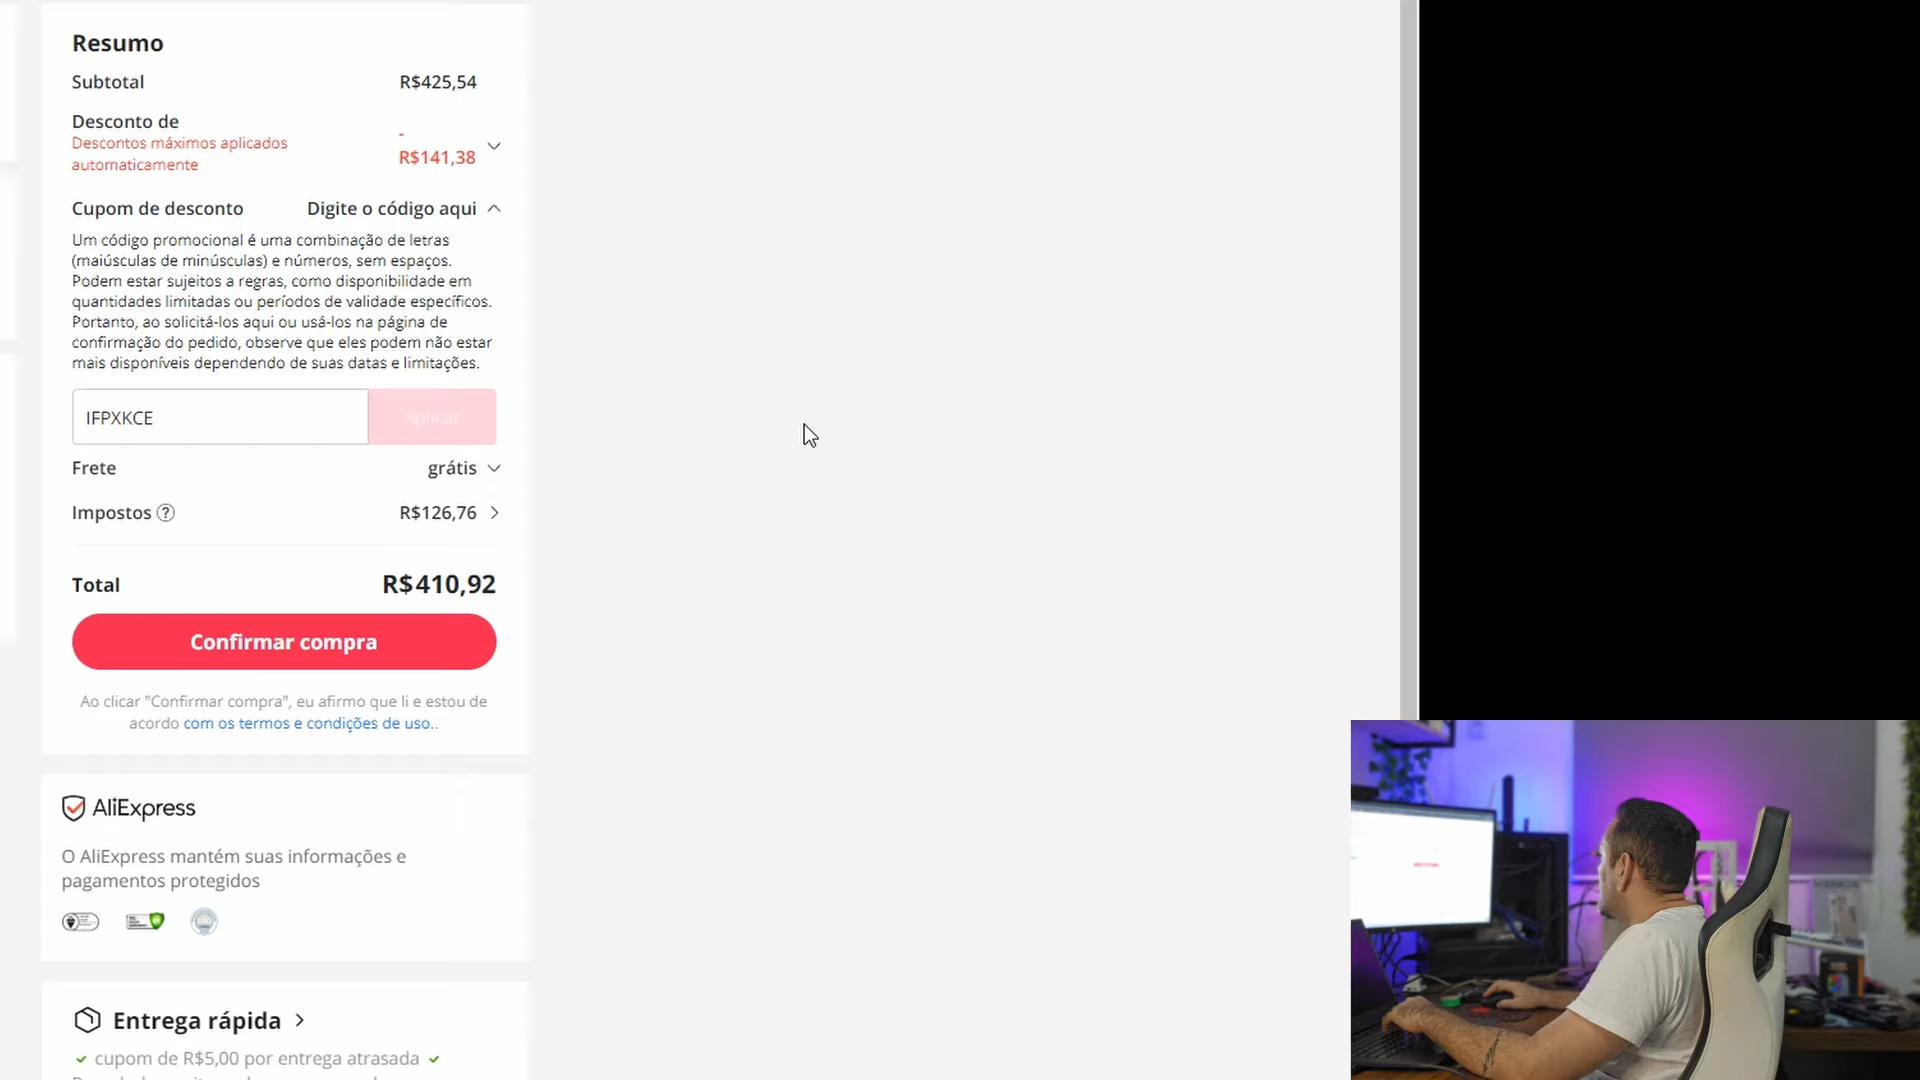 Resumo
Subtotal R$425,54
Desconto de
Descontos máximos aplicados
automaticamente
-
R$141,38
Cupom de desconto Digite o código aqui
Um código promocional é uma combinação de letras
(maiúsculas de minúsculas) e números, sem espaços.
Podem estar sujeitos a regras, como disponibilidade em
quantidades limitadas ou períodos de validade específicos.
Portanto, ao solicitá-los aqui ou usá-los na página de
confirmação do pedido, observe que eles podem não estar
mais disponíveis dependendo de suas datas e limitações.
IFPXKCE Aplicar
Frete grátis
Impostos ? R$126,76
Total R$410,92
Confirmar compra
Ao clicar "Confirmar compra", eu afirmo que li e estou de
acordo com os termos e condições de uso..
AliExpress
O AliExpress mantém suas informações e
pagamentos protegidos
Entrega rápida
cupom de R$5,00 por entrega atrasada